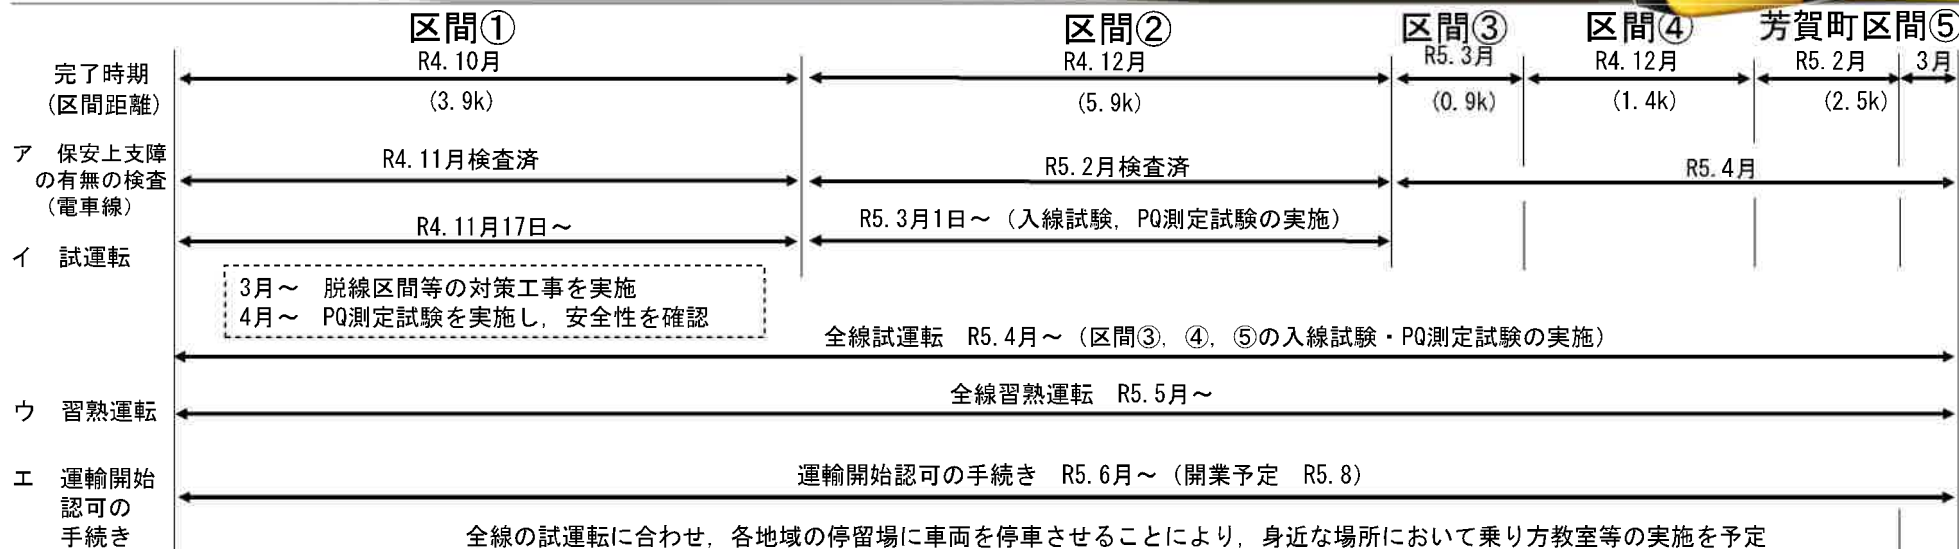 区間① 区間② 区間③ 区間④ 芳賀町区間⑤
完了時期 R4.10月 R4.12月 R5.3月 R4.12月 R5.2月 3月
(区間距離) (3.9k) (5.9k) (0.9k) (1.4k) (2.5k)
ア 保安上支障
の有無の検査
(電車線)
R4.11月検査済 R5.2月検査済 R5.4月
イ 試運転
R4.11月17日～ R5.3月1日～（入線試験，PQ測定試験の実施）
3月～ 脱線区間等の対策工事を実施
4月～ PQ測定試験を実施し，安全性を確認
全線試運転 R5.4月～（区間③，④，⑤の入線試験・PQ測定試験の実施）
ウ 習熟運転
全線習熟運転 R5.5月～
エ 運輸開始
認可の
手続き
運輸開始認可の手続き R5.6月～（開業予定 R5.8）
全線の試運転に合わせ，各地域の停留場に車両を停車させることにより，身近な場所において乗り方教室等の実施を予定